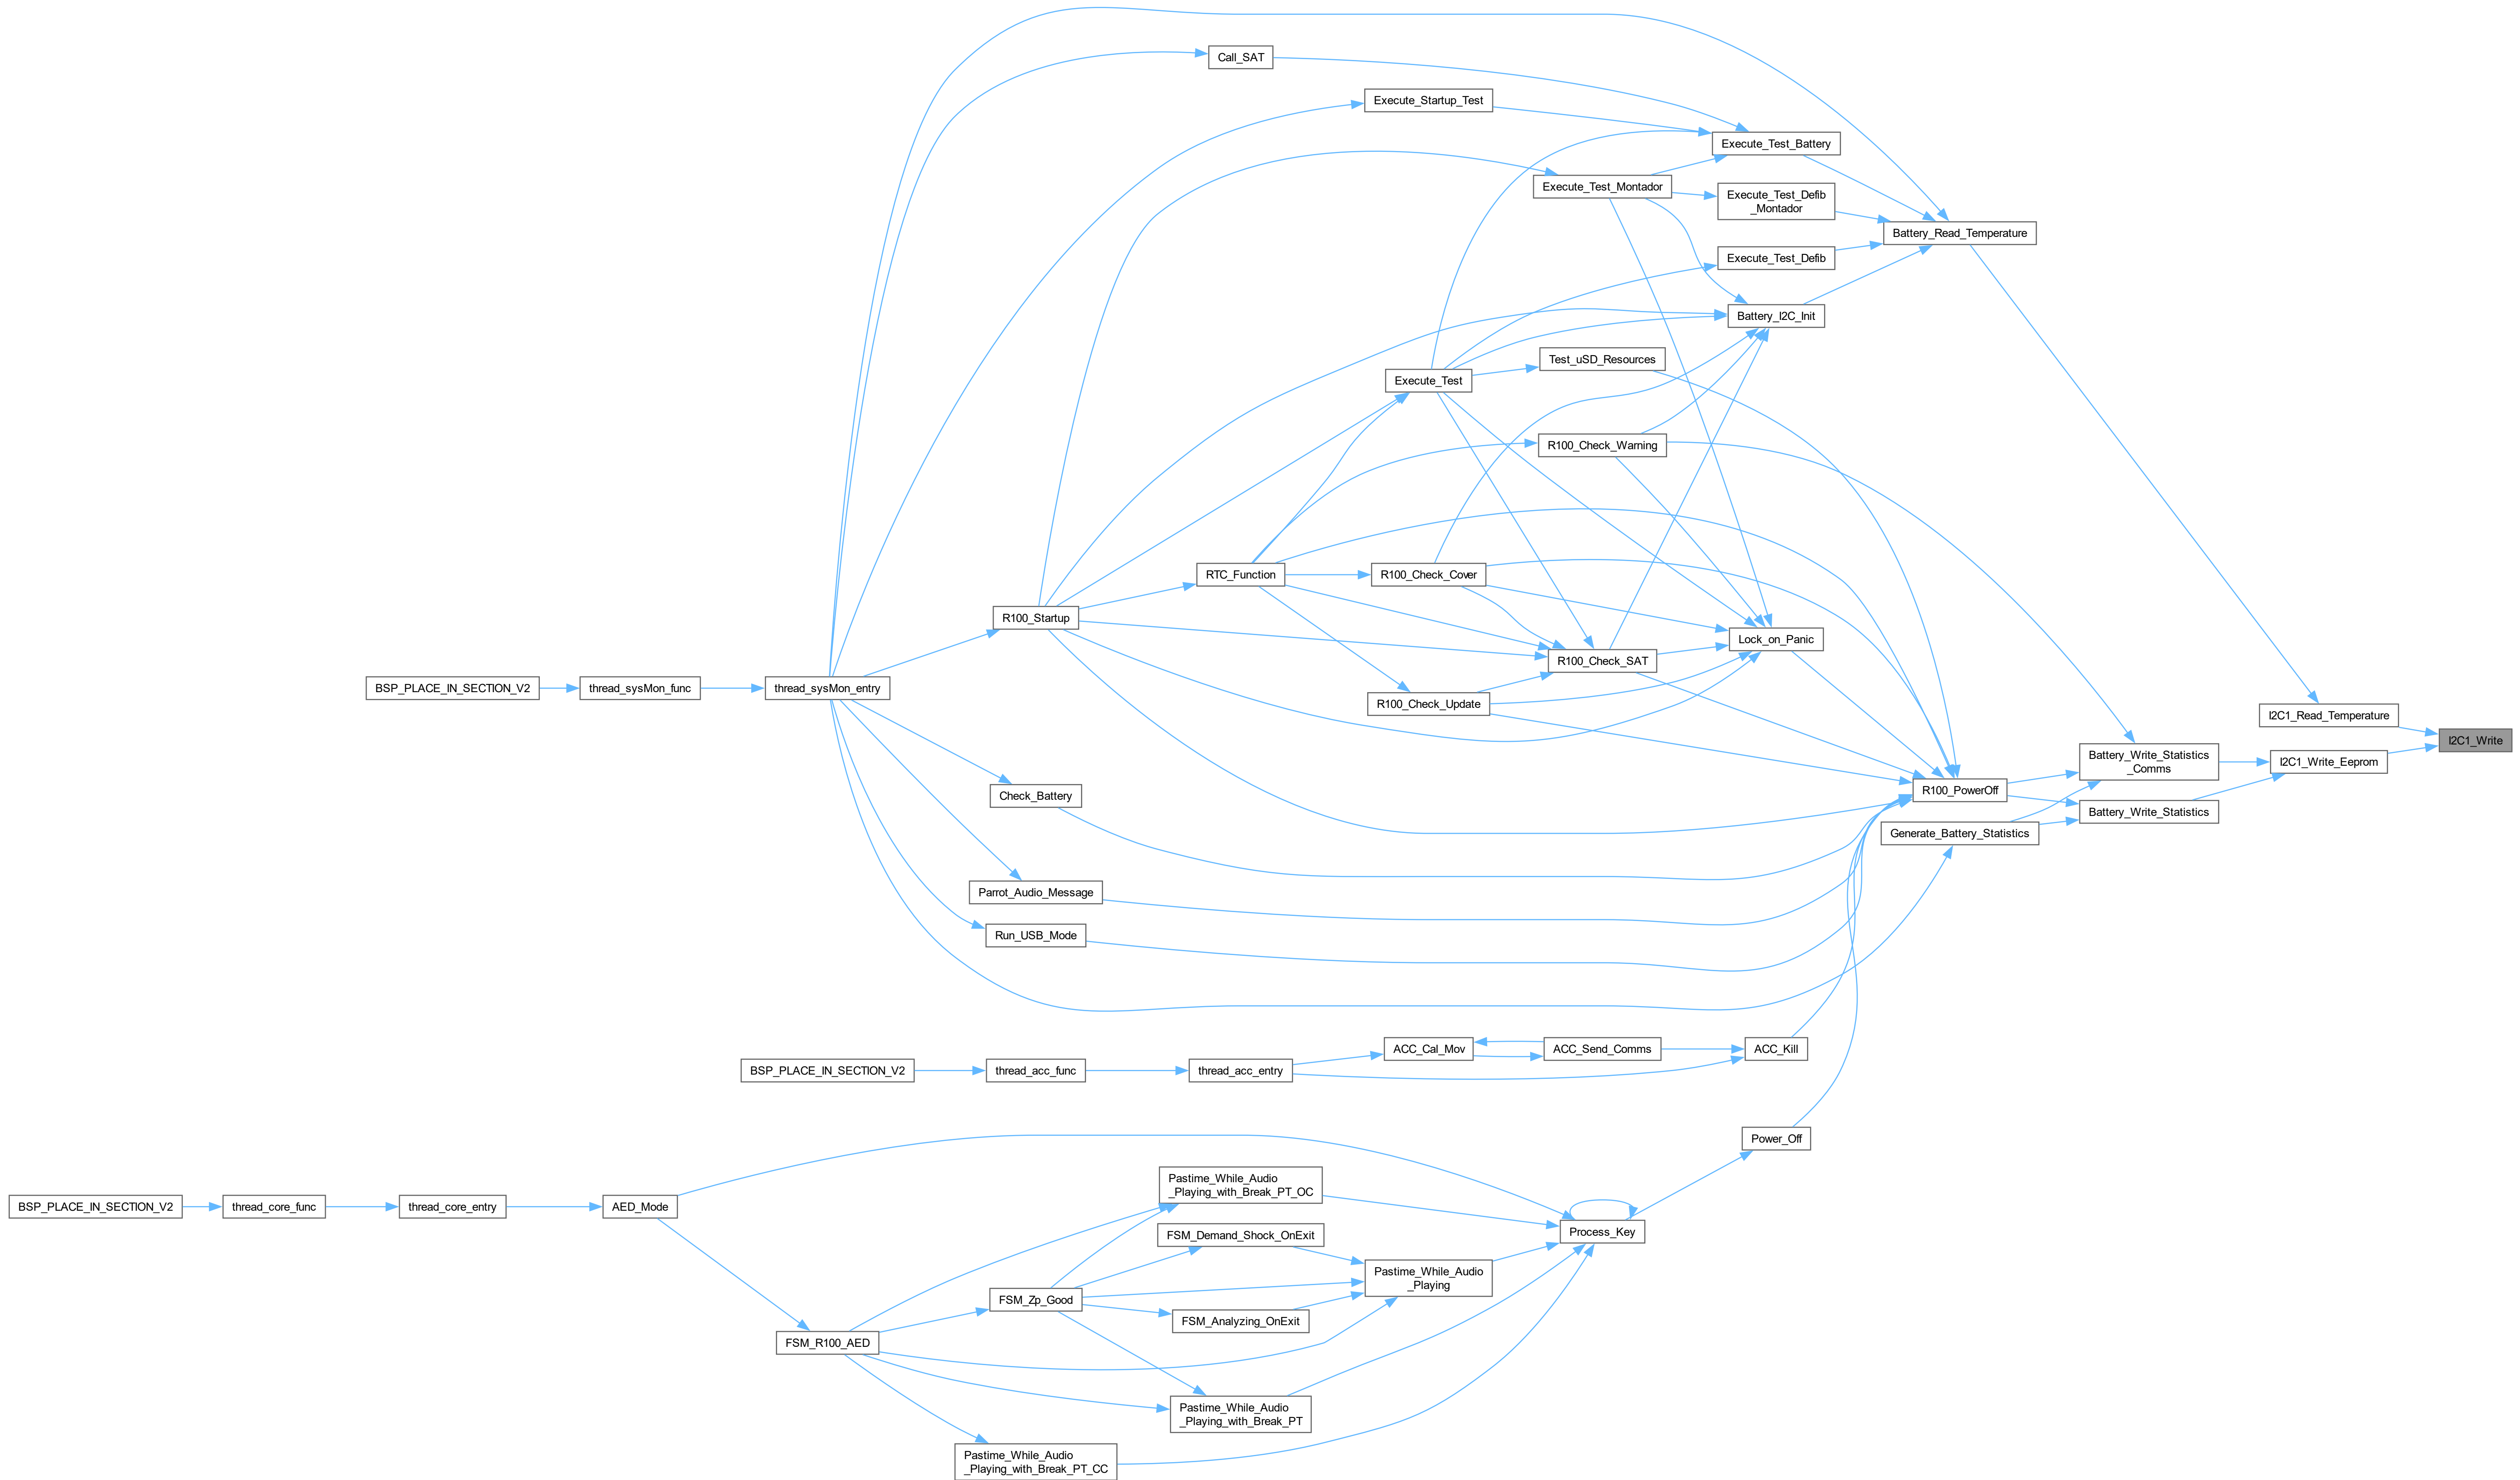 Call_SAT
Execute_Startup_Test
Execute_Test_Battery
Execute_Test_Montador
Execute_Test_Defib
_Montador
Battery_Read_Temperature
Execute_Test_Defib
Battery_I2C_Init
Test_uSD_Resources
Execute_Test
R100_Check_Warning
RTC_Function
R100_Check_Cover
R100_Startup
Lock_on_Panic
R100_Check_SAT
BSP_PLACE_IN_SECTION_V2
thread_sysMon_func
thread_sysMon_entry
R100_Check_Update
I2C1_Read_Temperature
I2C1_Write
Battery_Write_Statistics
_Comms
I2C1_Write_Eeprom
Check_Battery
R100_PowerOff
Battery_Write_Statistics
Generate_Battery_Statistics
Parrot_Audio_Message
Run_USB_Mode
ACC_Cal_Mov
ACC_Send_Comms
ACC_Kill
BSP_PLACE_IN_SECTION_V2
thread_acc_func
thread_acc_entry
Power_Off
Pastime_While_Audio
_Playing_with_Break_PT_OC
BSP_PLACE_IN_SECTION_V2
thread_core_func
thread_core_entry
AED_Mode
FSM_Demand_Shock_OnExit
Process_Key
Pastime_While_Audio
_Playing
FSM_Zp_Good
FSM_Analyzing_OnExit
FSM_R100_AED
Pastime_While_Audio
_Playing_with_Break_PT
Pastime_While_Audio
_Playing_with_Break_PT_CC